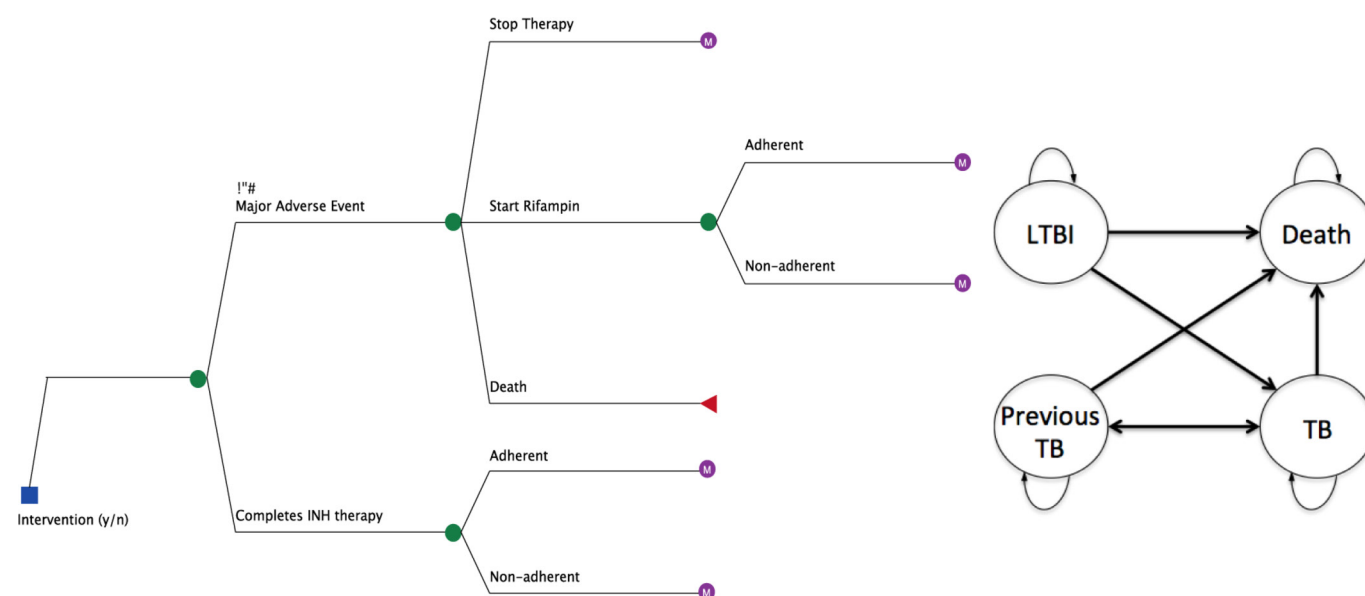 Stop Therapy
M
Adherent
M
!"#
Major Adverse Event
Start Rifampin
Non-adherent
M
Death
Adherent
M
Intervention (y/n)
Completes INH therapy
Non-adherent
M
LTBI
Death
Previous
TB
TB